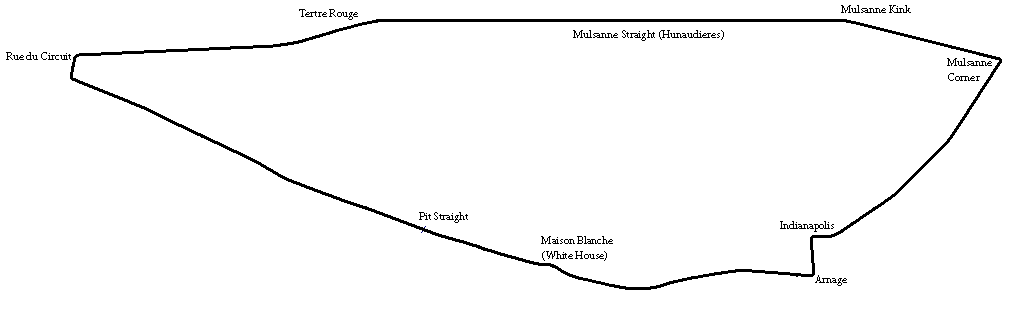 Tertre Rouge
Mulsanne Kink
Mulsanne Straight (Hunaudieres)
Rue du Circuit
Mulsanne
Corner
Pit Straight
Indianapolis
Maison Blanche
(White House)
Arnage